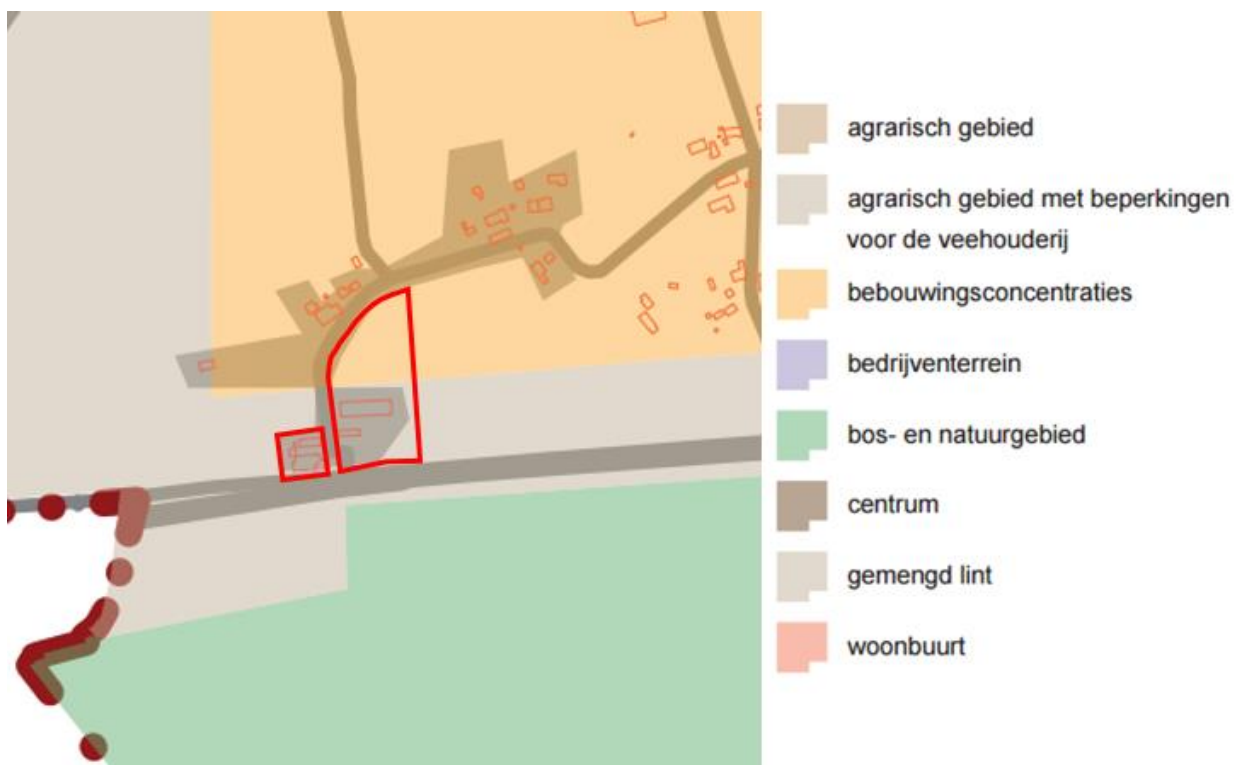 agrarisch gebied
agrarisch gebied met beperkingen
voor de veehouderij
bebouwingsconcentraties
bedrijventerrein
bos- en natuurgebied
centrum
gemengd lint
woonbuurt